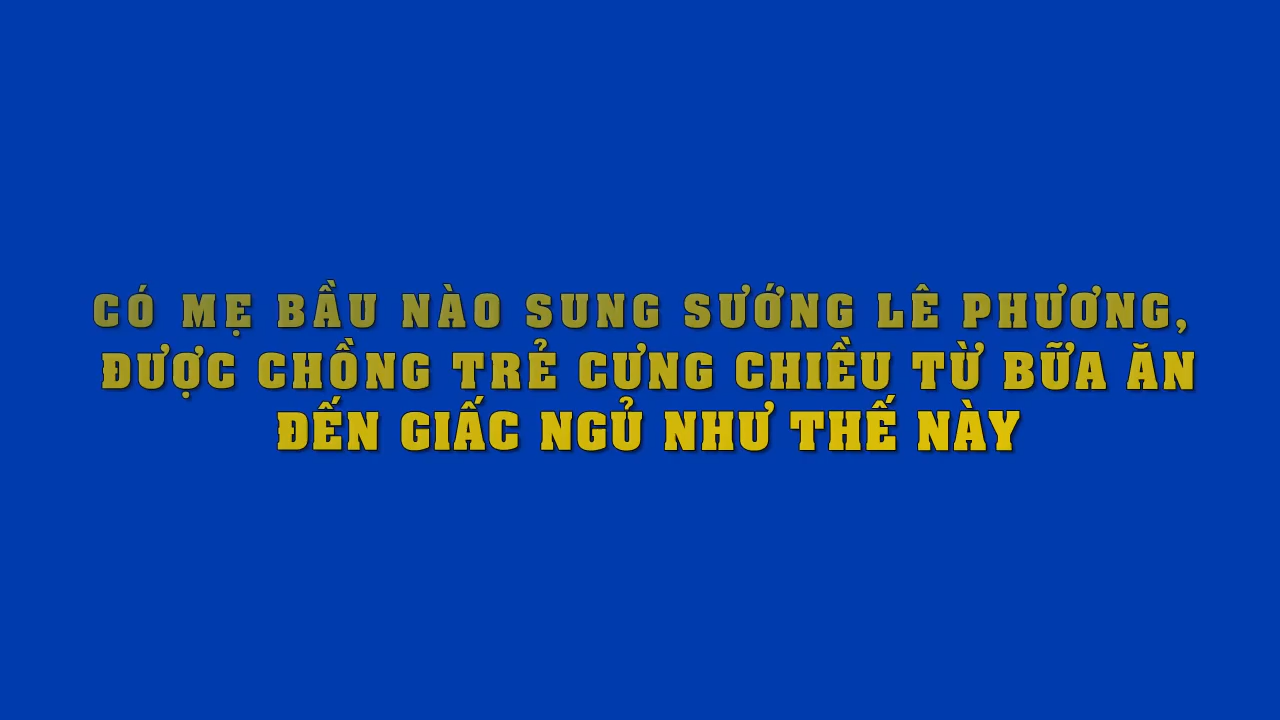 CÓ MẸ BẦU NÀO SUNG SƯỚNG LÊ PHƯƠNG,
ĐƯỢC CHỒNG TRẺ CƯNG CHIỀU TỪ BỮA ĂN
ĐẾN GIẤC NGỦ NHƯ THẾ NÀY